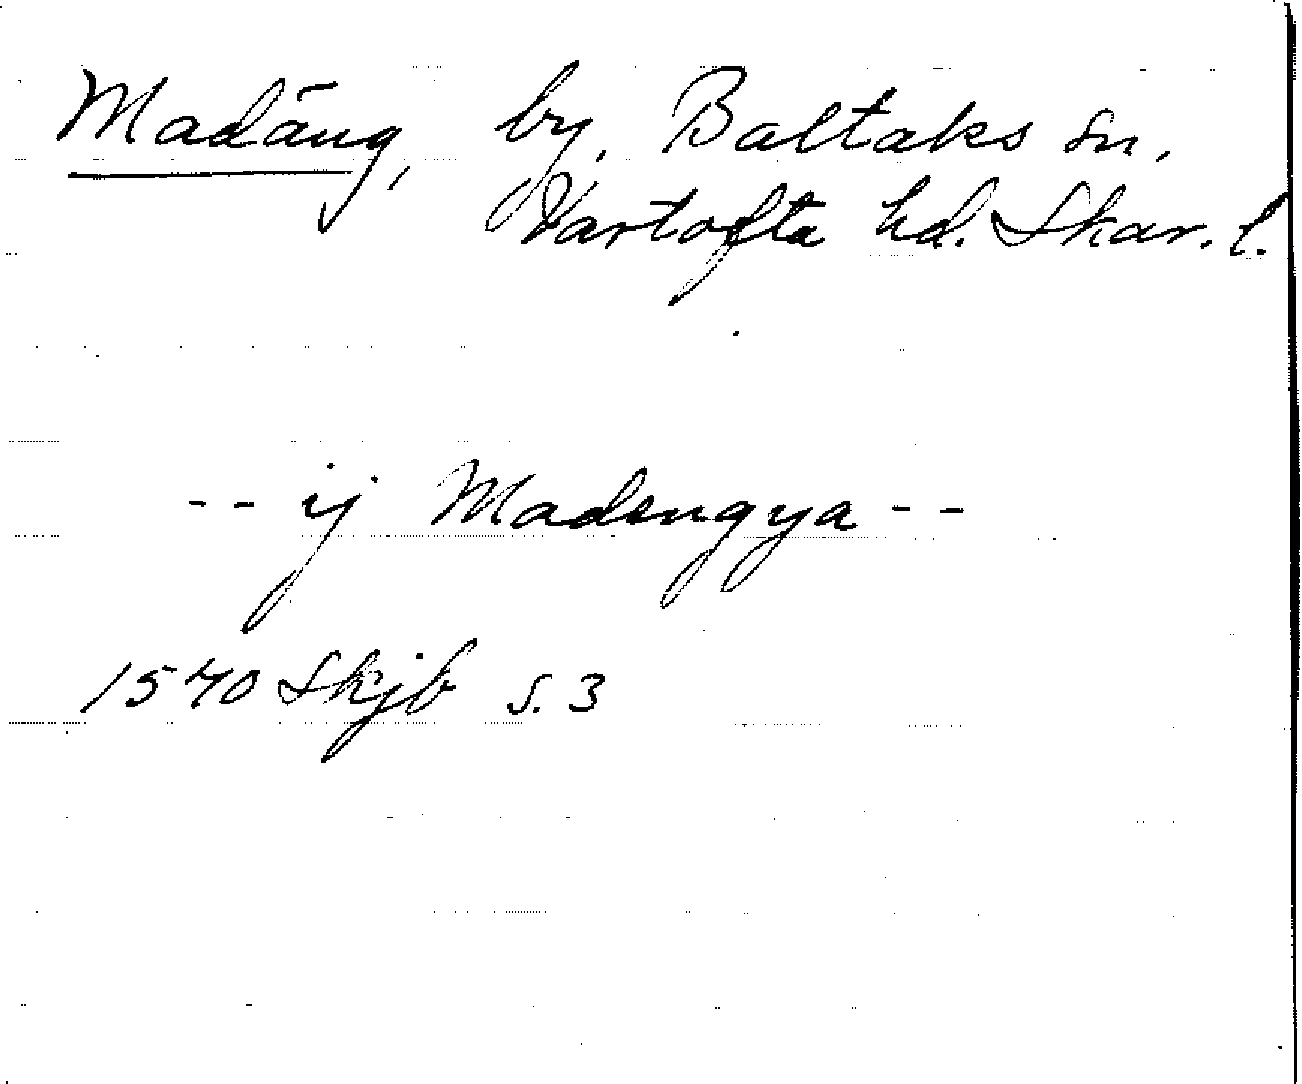 Madäng, by, Baltaks sn,
Vartofta hd. Skar. l.
-- ij Madengya --
1540 Skjb s. 3